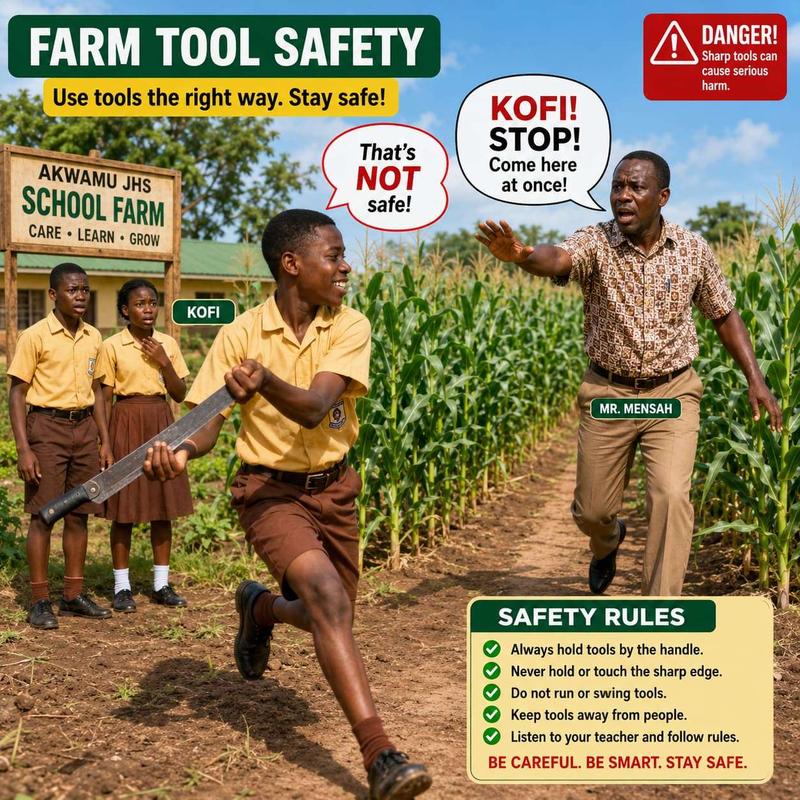 FARM TOOL SAFETY
Use tools the right way. Stay safe!
DANGER!
Sharp tools can
cause serious
harm.
That's
NOT
safe!
KOFI!
STOP!
Come here
at once!
AKWAMU JHS
SCHOOL FARM
CARE • LEARN • GROW
KOFI
MR. MENSAH
SAFETY RULES
Always hold tools by the handle.
Never hold or touch the sharp edge.
Do not run or swing tools.
Keep tools away from people.
Listen to your teacher and follow rules.
BE CAREFUL. BE SMART. STAY SAFE.